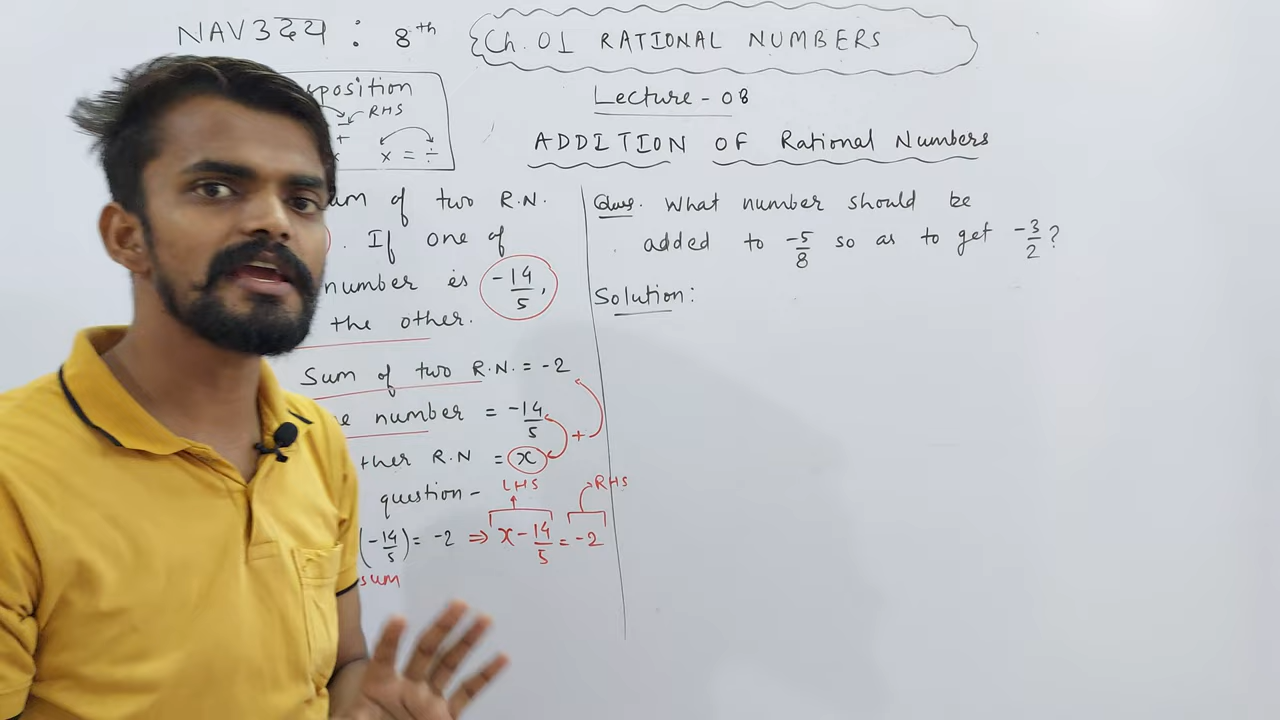 NAV3ટટય : 8th
Ch. 01 RATIONAL NUMBERS
Lecture - 08
ADDITION OF Rational Numbers
position
RHS
+
x = ÷
um of two R.N.
. If one of
number is -14/5,
the other.
Sum of two R.N. = -2
number = -14/5
+
ther R.N = x
question -
LHS
RHS
(-14/5) = -2 ⇒ x - 14/5 = -2
sum
Ques. What number should be
added to -5/8 so as to get -3/2?
Solution: